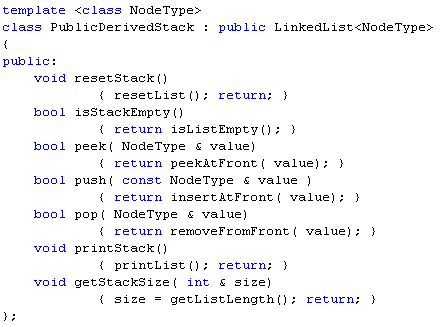 template <class NodeType>
class PublicDerivedStack : public LinkedList<NodeType>
{
public:
    void resetStack()
            { resetList(); return; }
    bool isStackEmpty()
            { return isListEmpty(); }
    bool peek( NodeType & value)
            { return peekAtFront( value); }
    bool push( const NodeType & value )
            { return insertAtFront( value); }
    bool pop( NodeType & value)
            { return removeFromFront( value); }
    void printStack()
            { printList(); return; }
    void getStackSize( int & size)
            { size = getListLength(); return; }
};